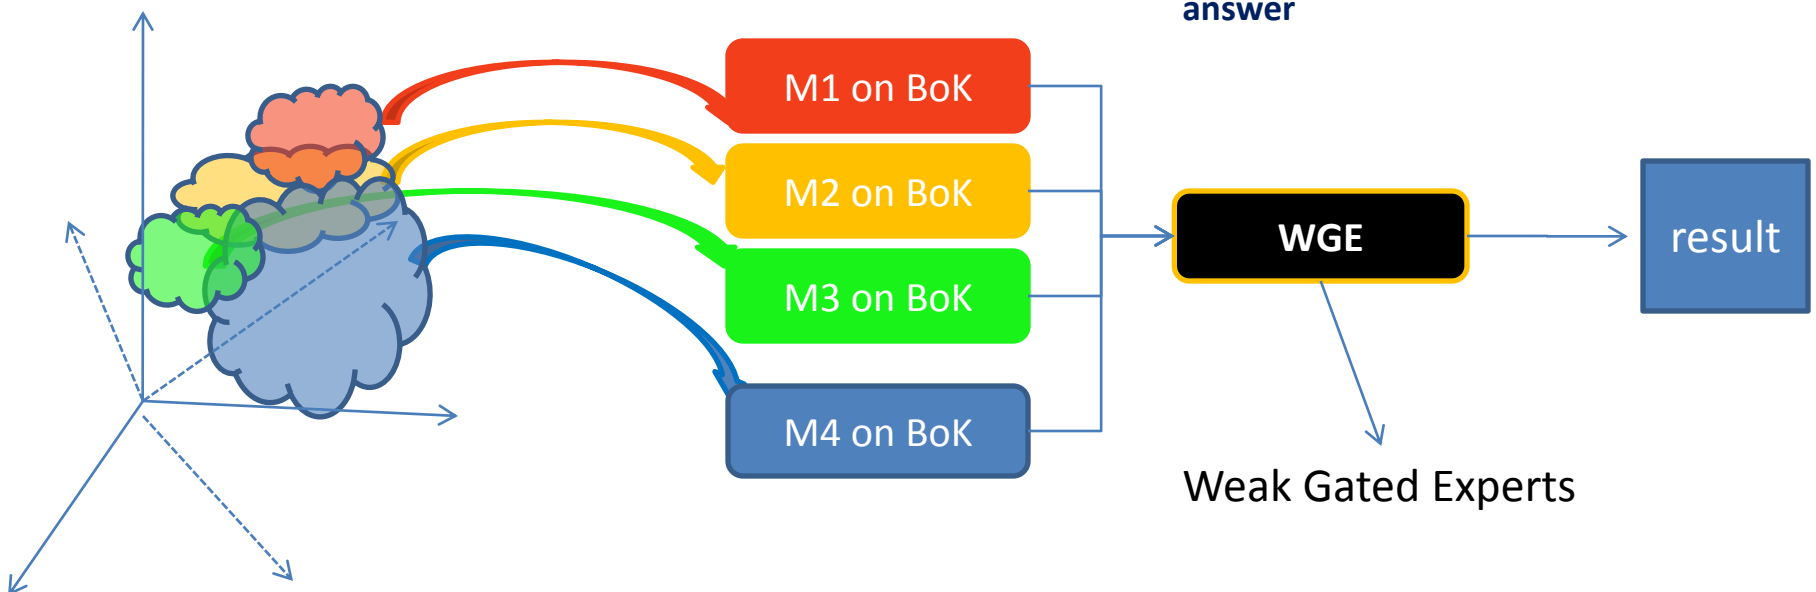 answer
M1 on BoK
M2 on BoK
M3 on BoK
M4 on BoK
WGE
result
Weak Gated Experts